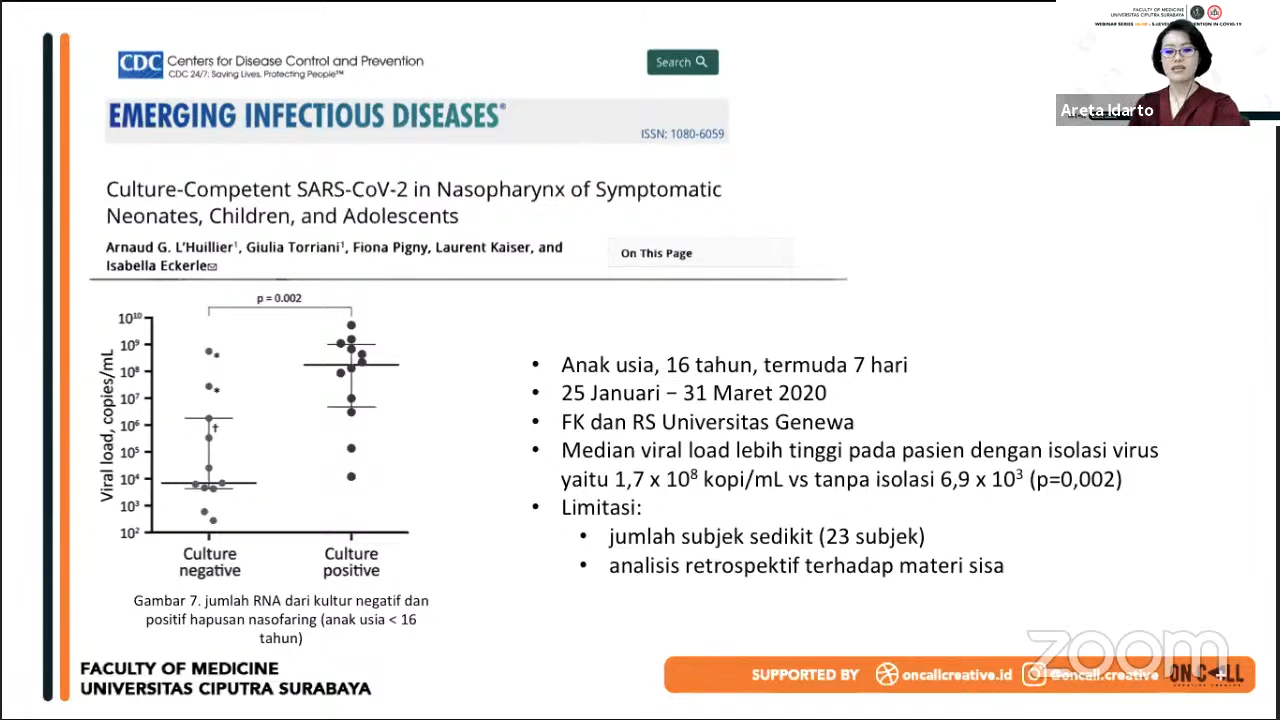 FACULTY OF MEDICINE
UNIVERSITAS CIPUTRA SURABAYA
Areta Idarto
CDC Centers for Disease Control and Prevention
CDC 24/7: Saving Lives, Protecting People™
Search
EMERGING INFECTIOUS DISEASES®
ISSN: 1080-6059
Culture-Competent SARS-CoV-2 in Nasopharynx of Symptomatic
Neonates, Children, and Adolescents
Arnaud G. L’Huillier¹, Giulia Torriani¹, Fiona Pigny, Laurent Kaiser, and
Isabella Eckerle
On This Page
p = 0.002
Viral load, copies/mL
10¹⁰
10⁹
10⁸
10⁷
10⁶
10⁵
10⁴
10³
10²
*
*
†
Culture
negative
Culture
positive
Gambar 7. jumlah RNA dari kultur negatif dan
positif hapusan nasofaring (anak usia < 16
tahun)
• Anak usia, 16 tahun, termuda 7 hari
• 25 Januari – 31 Maret 2020
• FK dan RS Universitas Genewa
• Median viral load lebih tinggi pada pasien dengan isolasi virus
yaitu 1,7 x 10⁸ kopi/mL vs tanpa isolasi 6,9 x 10³ (p=0,002)
• Limitasi:
• jumlah subjek sedikit (23 subjek)
• analisis retrospektif terhadap materi sisa
zoom
FACULTY OF MEDICINE
UNIVERSITAS CIPUTRA SURABAYA
SUPPORTED BY oncallcreative.id @oncall.creative ON CALL